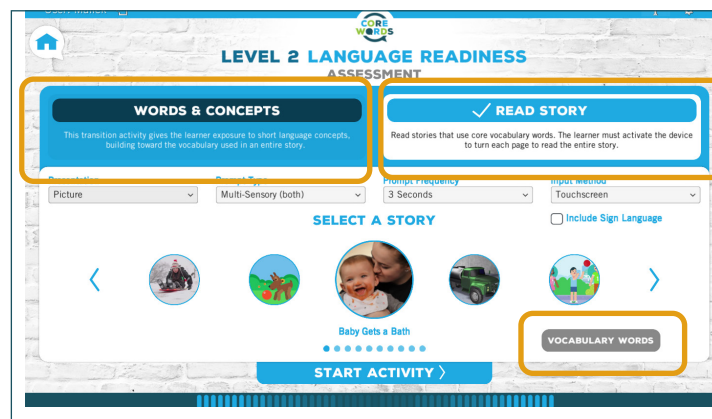 CORE
WORDS
LEVEL 2 LANGUAGE READINESS
ASSESSMENT
WORDS & CONCEPTS
This transition activity gives the learner exposure to short language concepts,
building toward the vocabulary used in an entire story.
READ STORY
Read stories that use core vocabulary words. The learner must activate the device
to turn each page to read the entire story.
Presentation
Prompt Type
Prompt Frequency
Input Method
Picture
Multi-Sensory (both)
3 Seconds
Touchscreen
SELECT A STORY
Include Sign Language
Baby Gets a Bath
VOCABULARY WORDS
START ACTIVITY